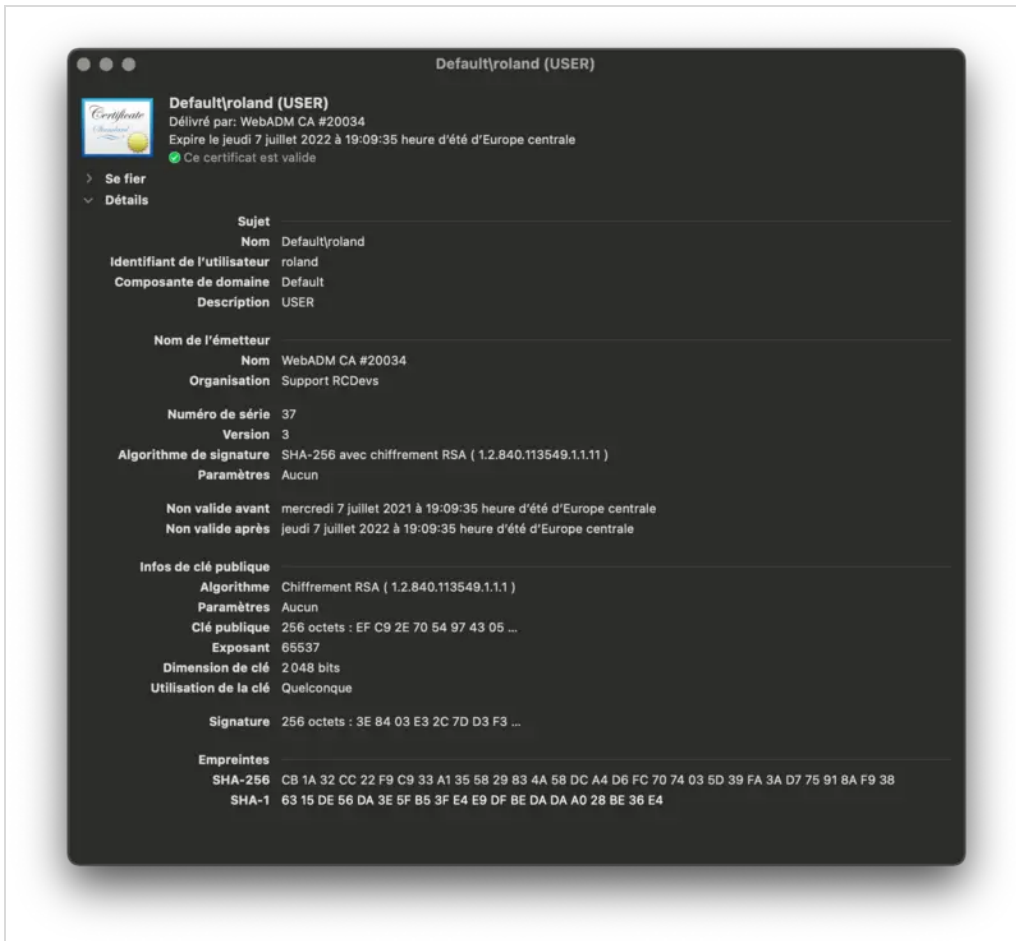 Default\roland (USER)
Certificate
Default\roland (USER)
Délivré par: WebADM CA #20034
Expire le jeudi 7 juillet 2022 à 19:09:35 heure d'été d'Europe centrale
Ce certificat est valide
Se fier
Détails
Sujet
Nom Default\roland
Identifiant de l'utilisateur roland
Composante de domaine Default
Description USER
Nom de l'émetteur
Nom WebADM CA #20034
Organisation Support RCDevs
Numéro de série 37
Version 3
Algorithme de signature SHA-256 avec chiffrement RSA ( 1.2.840.113549.1.1.11 )
Paramètres Aucun
Non valide avant mercredi 7 juillet 2021 à 19:09:35 heure d'été d'Europe centrale
Non valide après jeudi 7 juillet 2022 à 19:09:35 heure d'été d'Europe centrale
Infos de clé publique
Algorithme Chiffrement RSA ( 1.2.840.113549.1.1.1 )
Paramètres Aucun
Clé publique 256 octets : EF C9 2E 70 54 97 43 05 ...
Exposant 65537
Dimension de clé 2 048 bits
Utilisation de la clé Quelconque
Signature 256 octets : 3E 84 03 E3 2C 7D D3 F3 ...
Empreintes
SHA-256 CB 1A 32 CC 22 F9 C9 33 A1 35 58 29 83 4A 58 DC A4 D6 FC 70 74 03 5D 39 FA 3A D7 75 91 8A F9 38
SHA-1 63 15 DE 56 DA 3E 5F B5 3F E4 E9 DF BE DA DA A0 28 BE 36 E4